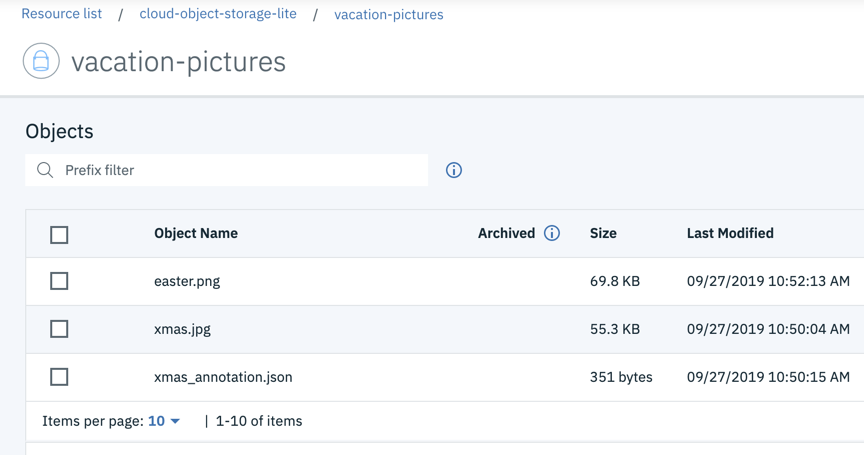 Resource list / cloud-object-storage-lite / vacation-pictures
vacation-pictures
Objects
Prefix filter
Object Name Archived Size Last Modified
easter.png 69.8 KB 09/27/2019 10:52:13 AM
xmas.jpg 55.3 KB 09/27/2019 10:50:04 AM
xmas_annotation.json 351 bytes 09/27/2019 10:50:15 AM
Items per page: 10 | 1-10 of items